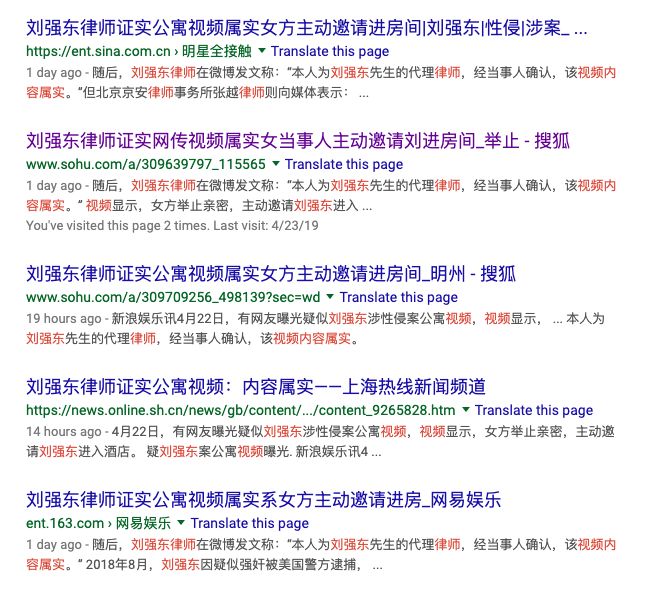 刘强东律师证实公寓视频属实女方主动邀请进房间|刘强东|性侵|涉案_ ...
https://ent.sina.com.cn › 明星全接触 ▼ Translate this page
1 day ago - 随后，刘强东律师在微博发文称：“本人为刘强东先生的代理律师，经当事人确认，该视频内
容属实。”但北京京安律师事务所张越律师则向媒体表示： ...
刘强东律师证实网传视频属实女当事人主动邀请刘进房间_举止 - 搜狐
www.sohu.com/a/309639797_115565 ▼ Translate this page
1 day ago - 随后，刘强东律师在微博发文称：“本人为刘强东先生的代理律师，经当事人确认，该视频内
容属实。” 视频显示，女方举止亲密，主动邀请刘强东进入 ...
You've visited this page 2 times. Last visit: 4/23/19
刘强东律师证实公寓视频属实女方主动邀请进房间_明州 - 搜狐
www.sohu.com/a/309709256_498139?sec=wd ▼ Translate this page
19 hours ago - 新浪娱乐讯4月22日，有网友曝光疑似刘强东涉性侵案公寓视频，视频显示， ... 本人为
刘强东先生的代理律师，经当事人确认，该视频内容属实。
刘强东律师证实公寓视频：内容属实——上海热线新闻频道
https://news.online.sh.cn/news/gb/content/.../content_9265828.htm ▼ Translate this page
14 hours ago - 4月22日，有网友曝光疑似刘强东涉性侵案公寓视频，视频显示，女方举止亲密，主动邀
请刘强东进入酒店。 疑刘强东案公寓视频曝光. 新浪娱乐讯4 ...
刘强东律师证实公寓视频属实系女方主动邀请进房_网易娱乐
ent.163.com › 网易娱乐 ▼ Translate this page
1 day ago - 随后，刘强东律师在微博发文称：“本人为刘强东先生的代理律师，经当事人确认，该视频内
容属实。” 2018年8月，刘强东因疑似强奸被美国警方逮捕， ...